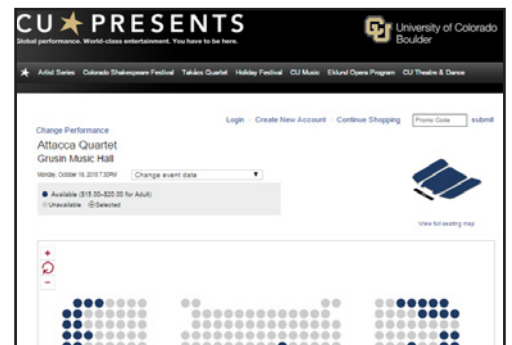 CU PRESENTS
Global performance. World-class entertainment. You have to be here.
University of Colorado
Boulder
Artist Series Colorado Shakespeare Festival Takács Quartet Holiday Festival CU Music Eklund Opera Program CU Theatre & Dance
Login · Create New Account · Continue Shopping Promo Code submit
Change Performance
Attacca Quartet
Grusin Music Hall
Monday, October 19, 7:30PM Change event date
Available ($15.00-$20.00 for Adult)
Unavailable Selected
View full seating map
+
-